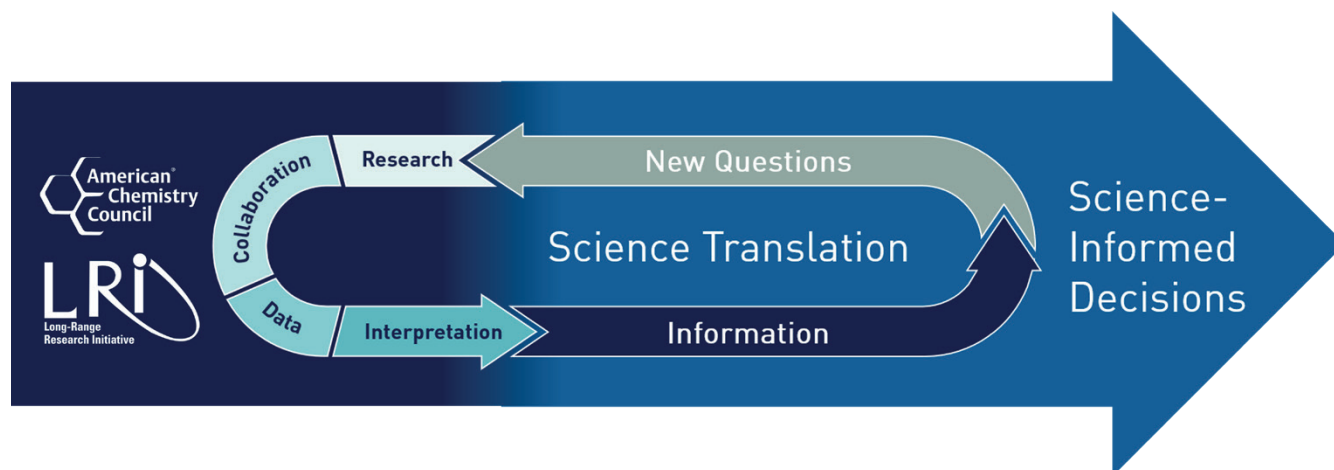 American®
Chemistry
Council
LRi
Long-Range
Research Initiative
Research
Collaboration
Data
Interpretation
New Questions
Science Translation
Information
Science-
Informed
Decisions